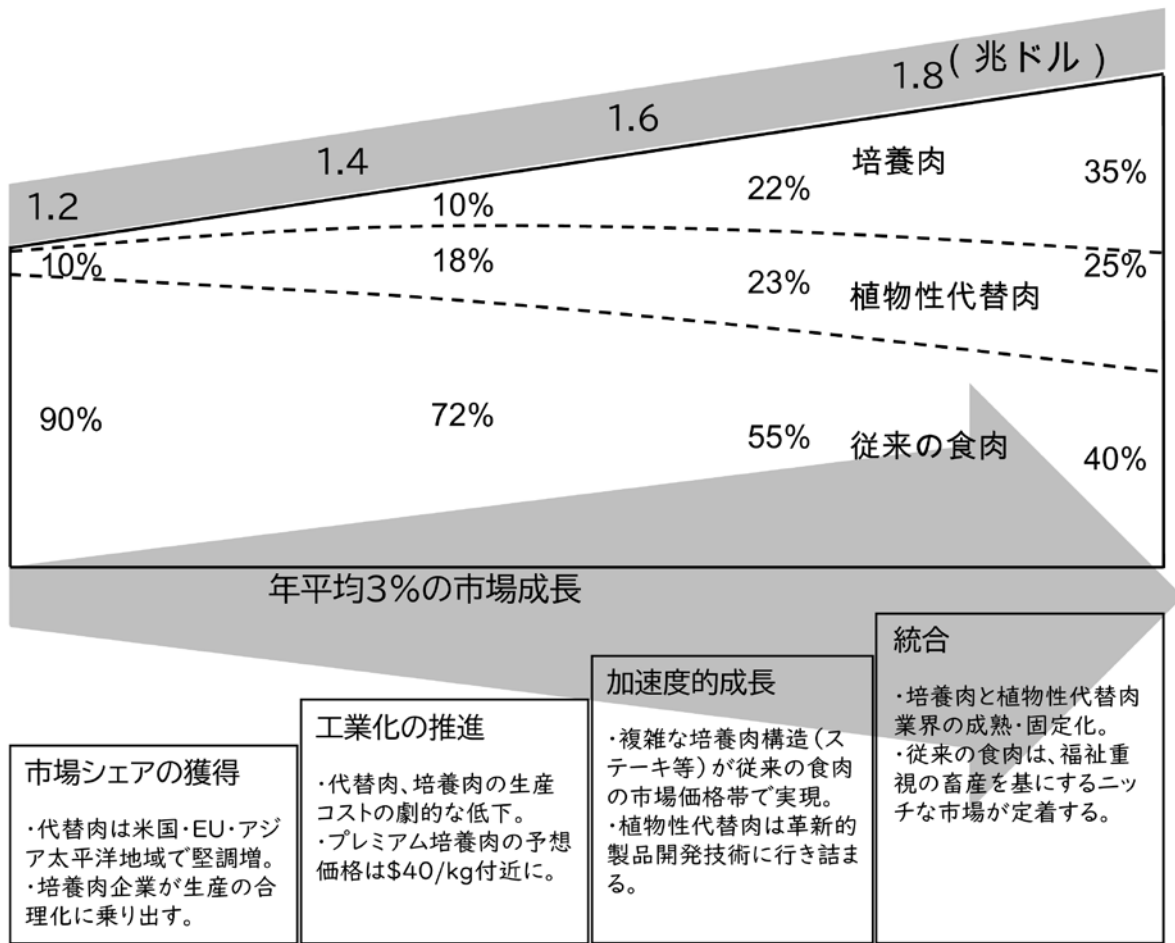 1.8(兆ドル)
1.6
1.4
1.2
培養肉
35%
22%
10%
10%
18%
23%
植物性代替肉
25%
90%
72%
55%
従来の食肉
40%
年平均3%の市場成長
市場シェアの獲得
・代替肉は米国・EU・アジ
ア太平洋地域で堅調増。
・培養肉企業が生産の合
理化に乗り出す。
工業化の推進
・代替肉、培養肉の生産
コストの劇的な低下。
・プレミアム培養肉の予想
価格は$40/kg付近に。
加速度的成長
・複雑な培養肉構造(ス
テーキ等)が従来の食肉
の市場価格帯で実現。
・植物性代替肉は革新的
製品開発技術に行き詰ま
る。
統合
・培養肉と植物性代替肉
業界の成熟・固定化。
・従来の食肉は、福祉重
視の畜産を基にするニッ
チな市場が定着する。